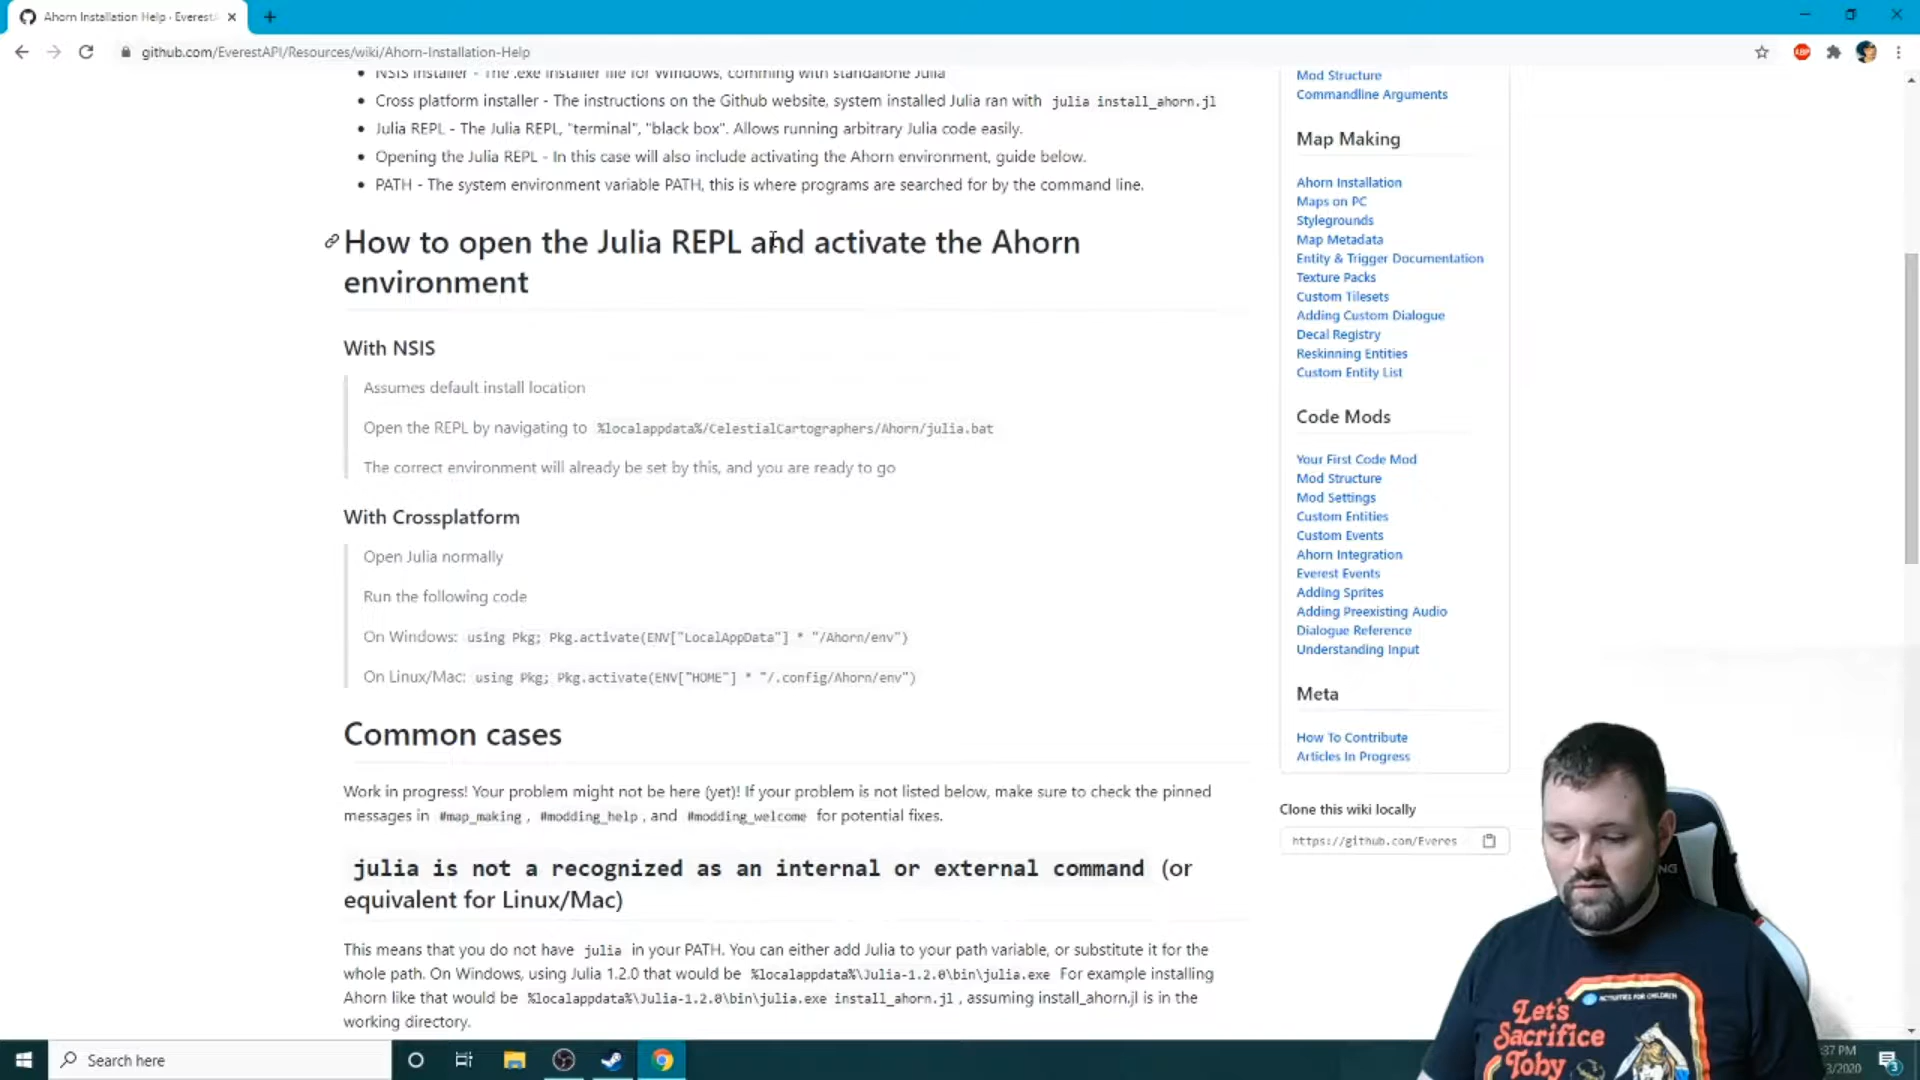 Ahorn Installation Help · Everest
github.com/EverestAPI/Resources/wiki/Ahorn-Installation-Help
NSIS installer - The .exe installer file for Windows, comming with standalone Julia
Cross platform installer - The instructions on the Github website, system installed Julia ran with julia install_ahorn.jl
Julia REPL - The Julia REPL, "terminal", "black box". Allows running arbitrary Julia code easily.
Opening the Julia REPL - In this case will also include activating the Ahorn environment, guide below.
PATH - The system environment variable PATH, this is where programs are searched for by the command line.
How to open the Julia REPL and activate the Ahorn
environment
With NSIS
Assumes default install location
Open the REPL by navigating to %localappdata%/CelestialCartographers/Ahorn/julia.bat
The correct environment will already be set by this, and you are ready to go
With Crossplatform
Open Julia normally
Run the following code
On Windows: using Pkg; Pkg.activate(ENV["LocalAppData"] * "/Ahorn/env")
On Linux/Mac: using Pkg; Pkg.activate(ENV["HOME"] * "/.config/Ahorn/env")
Common cases
Work in progress! Your problem might not be here (yet)! If your problem is not listed below, make sure to check the pinned
messages in #map_making, #modding_help, and #modding_welcome for potential fixes.
julia is not a recognized as an internal or external command (or
equivalent for Linux/Mac)
This means that you do not have julia in your PATH. You can either add Julia to your path variable, or substitute it for the
whole path. On Windows, using Julia 1.2.0 that would be %localappdata%\Julia-1.2.0\bin\julia.exe For example installing
Ahorn like that would be %localappdata%\Julia-1.2.0\bin\julia.exe install_ahorn.jl, assuming install_ahorn.jl is in the
working directory.
Mod Structure
Commandline Arguments
Map Making
Ahorn Installation
Maps on PC
Stylegrounds
Map Metadata
Entity & Trigger Documentation
Texture Packs
Custom Tilesets
Adding Custom Dialogue
Decal Registry
Reskinning Entities
Custom Entity List
Code Mods
Your First Code Mod
Mod Structure
Mod Settings
Custom Entities
Custom Events
Ahorn Integration
Everest Events
Adding Sprites
Adding Preexisting Audio
Dialogue Reference
Understanding Input
Meta
How To Contribute
Articles In Progress
Clone this wiki locally
https://github.com/Everes
ABP
NG
ACTIVITIES FOR CHILDREN
Let's
Sacrifice
Toby
Search here
:37 PM
/3/2020
3